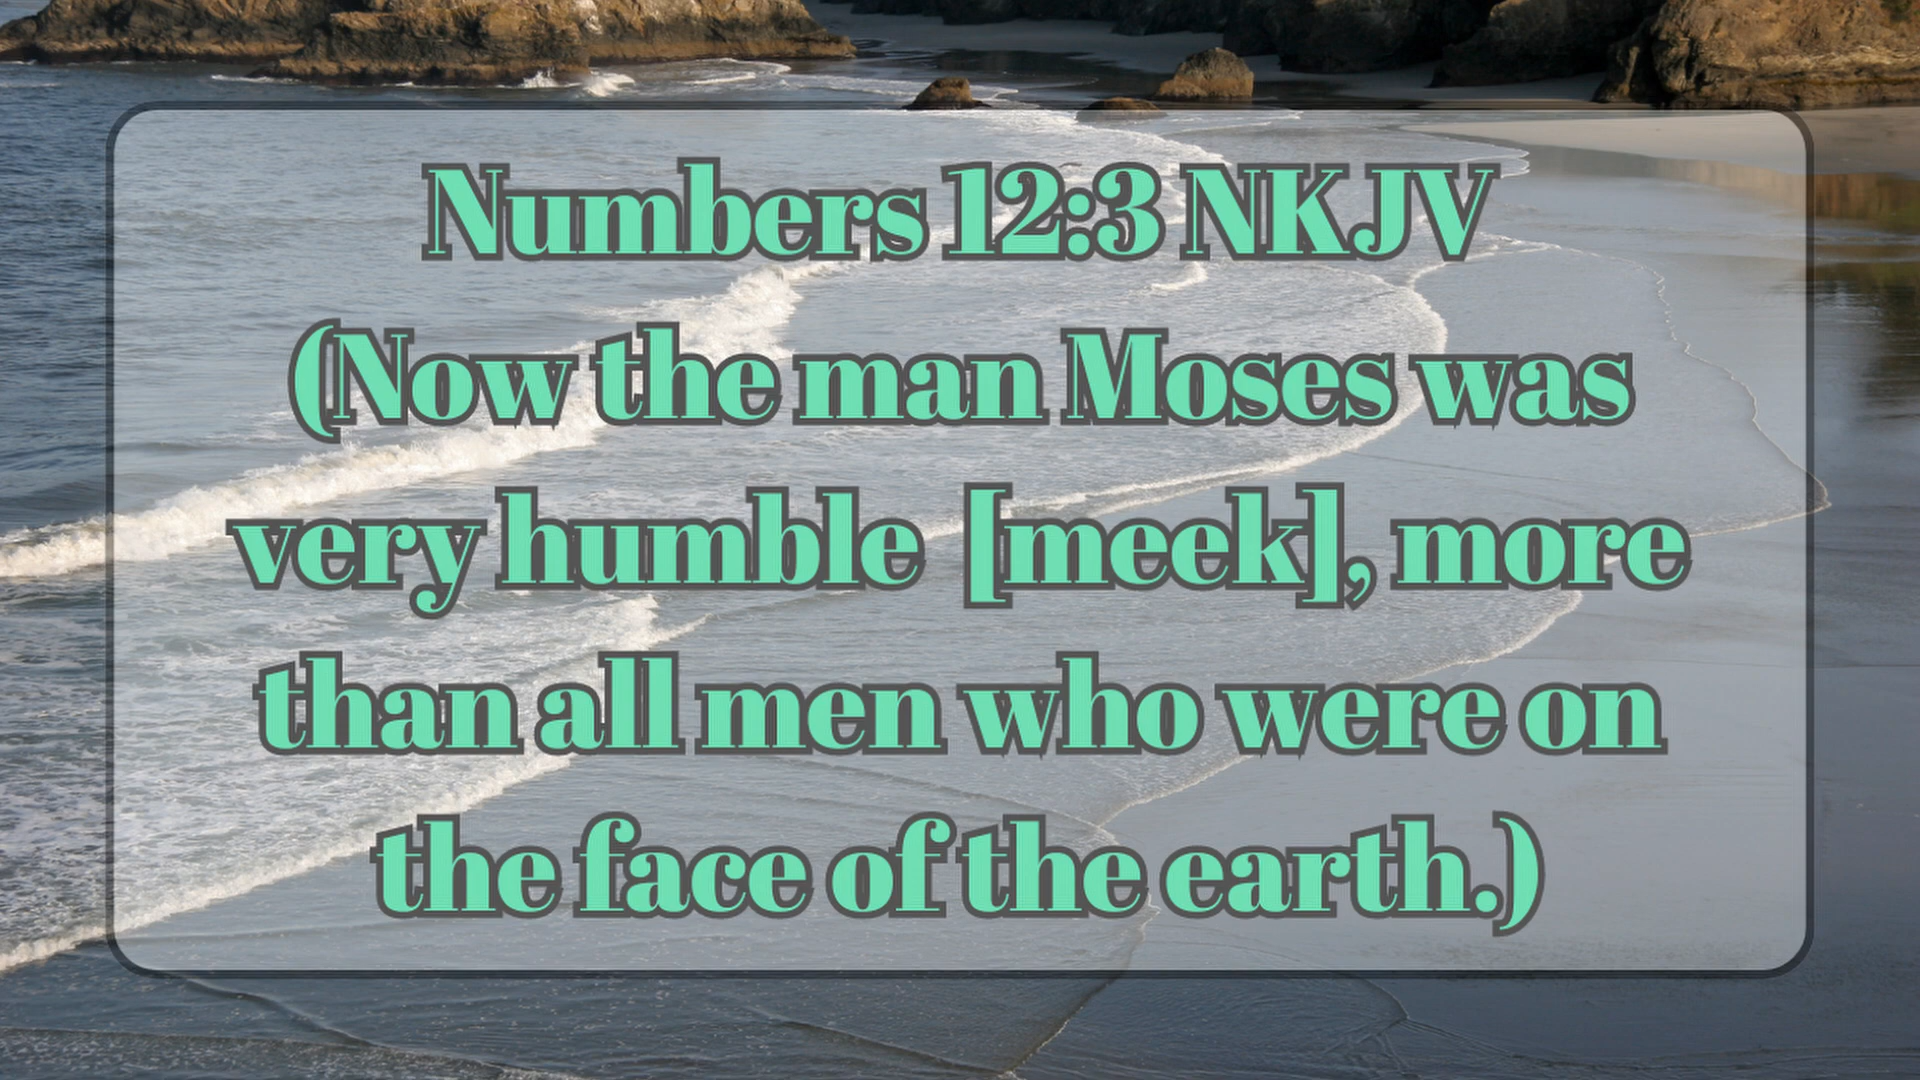 Numbers 12:3 NKJV
(Now the man Moses was
very humble [meek], more
than all men who were on
the face of the earth.)